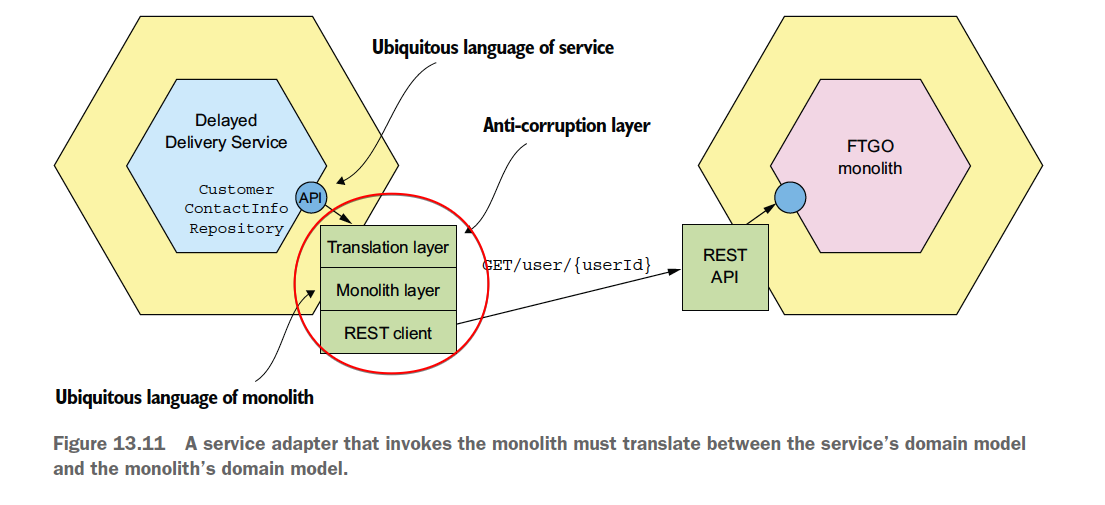 Ubiquitous language of service
Anti-corruption layer
Delayed
Delivery Service
Customer
ContactInfo
Repository
API
Translation layer
Monolith layer
REST client
GET/user/{userId}
REST
API
FTGO
monolith
Ubiquitous language of monolith
Figure 13.11 A service adapter that invokes the monolith must translate between the service’s domain model
and the monolith’s domain model.